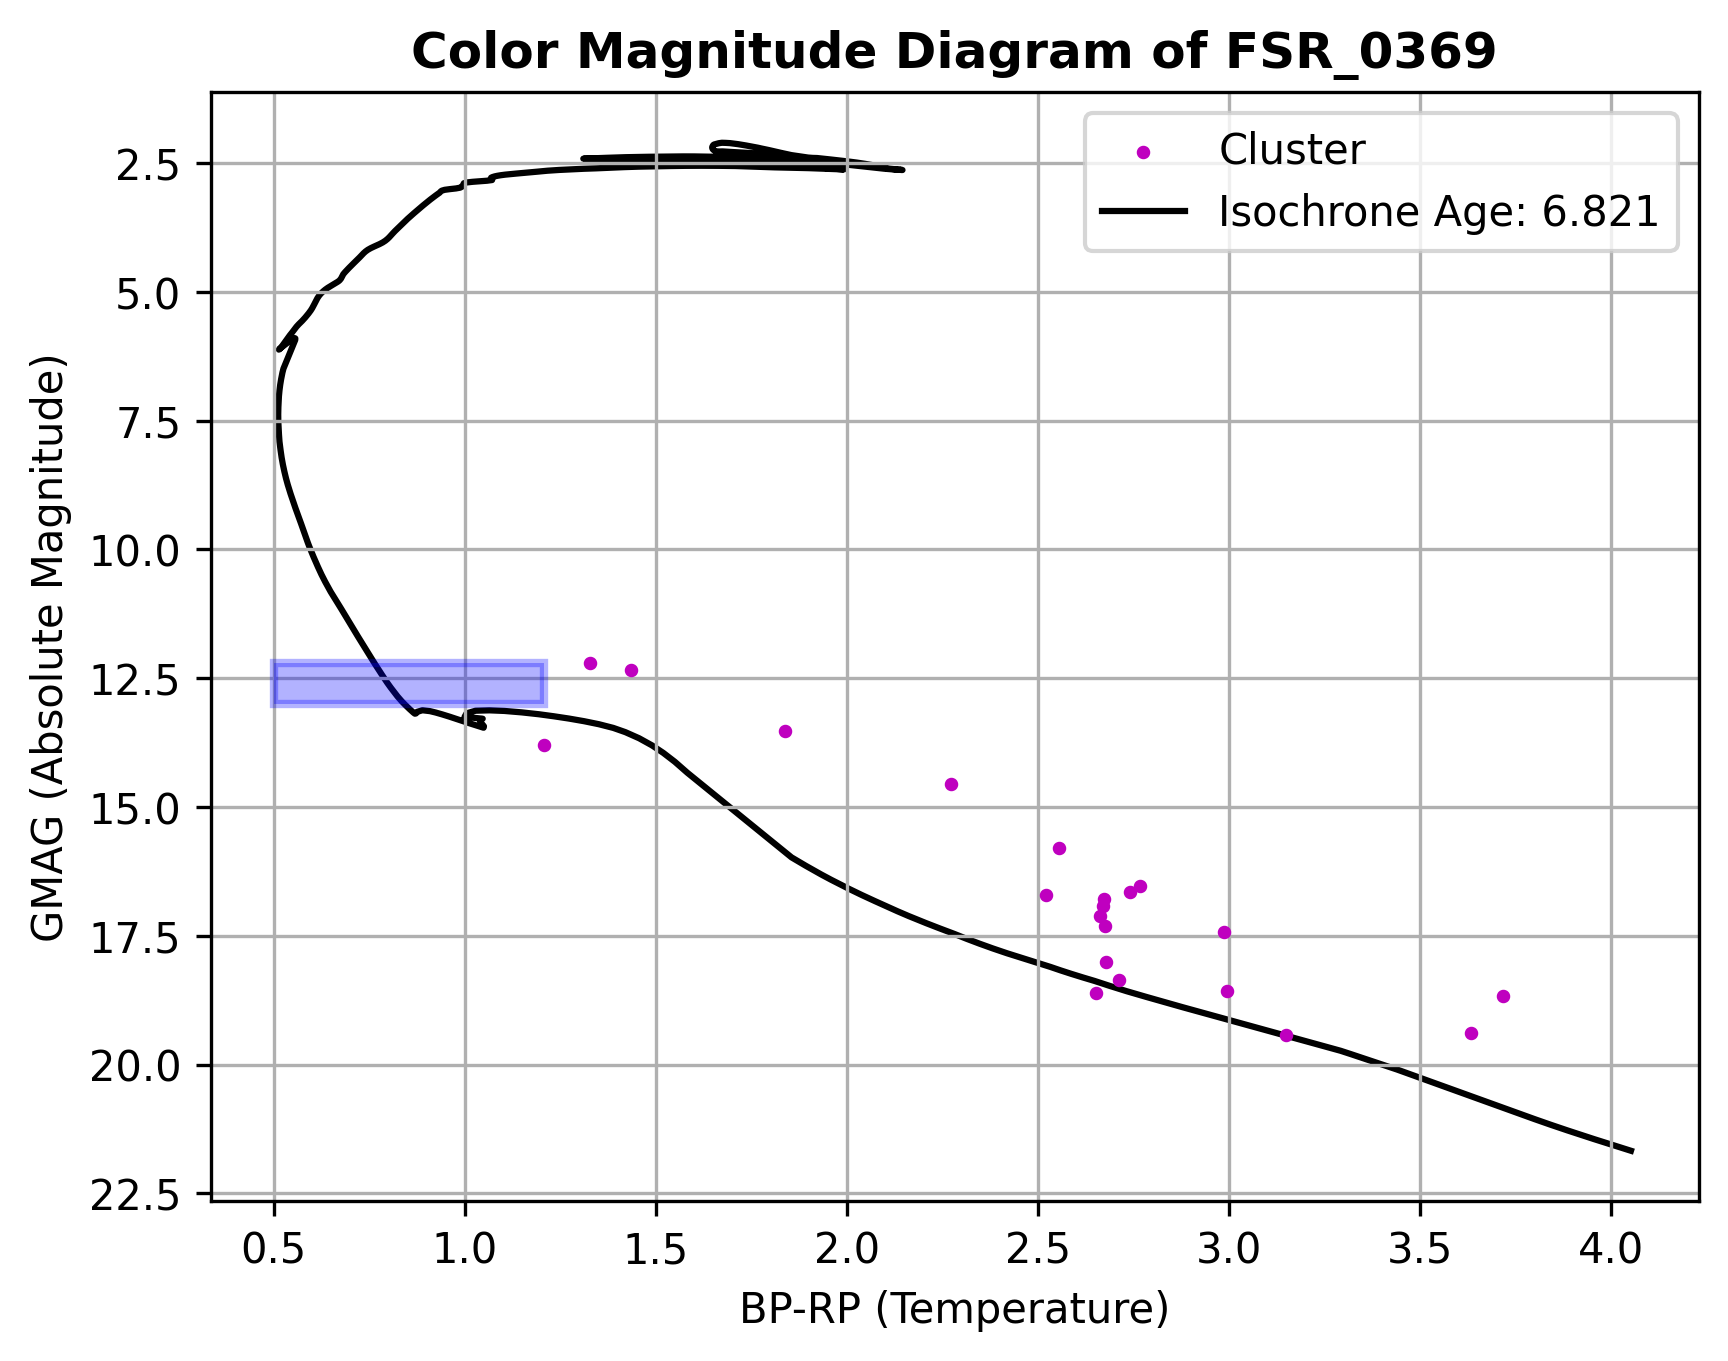 Color Magnitude Diagram of FSR_0369
Cluster
Isochrone Age: 6.821
GMAG (Absolute Magnitude)
2.5
5.0
7.5
10.0
12.5
15.0
17.5
20.0
22.5
0.5 1.0 1.5 2.0 2.5 3.0 3.5 4.0
BP-RP (Temperature)